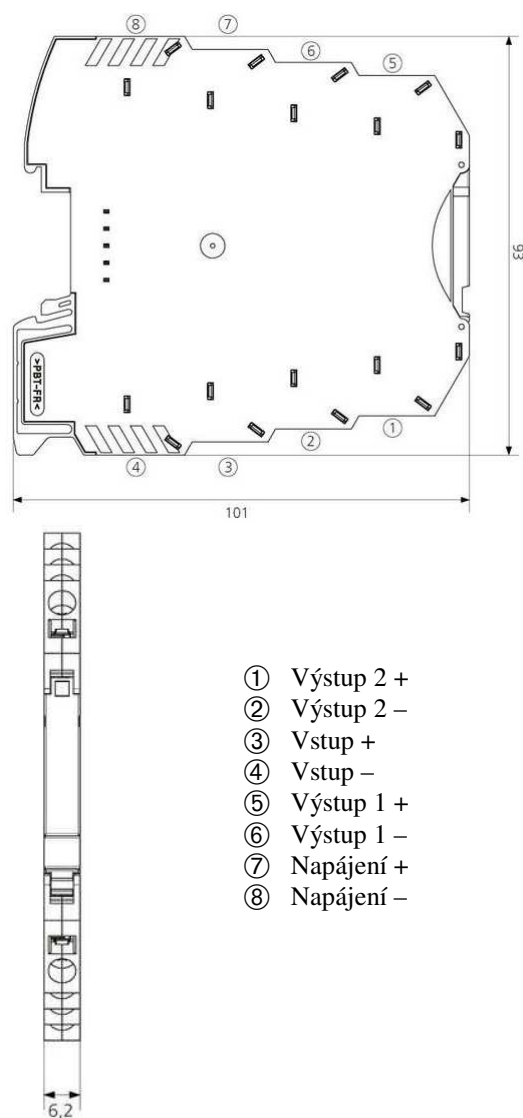 ⑧ ⑦
⑥
⑤
93
>PBT-FR<
①
②
④ ③
101
① Výstup 2 +
② Výstup 2 –
③ Vstup +
④ Vstup –
⑤ Výstup 1 +
⑥ Výstup 1 –
⑦ Napájení +
⑧ Napájení –
6,2